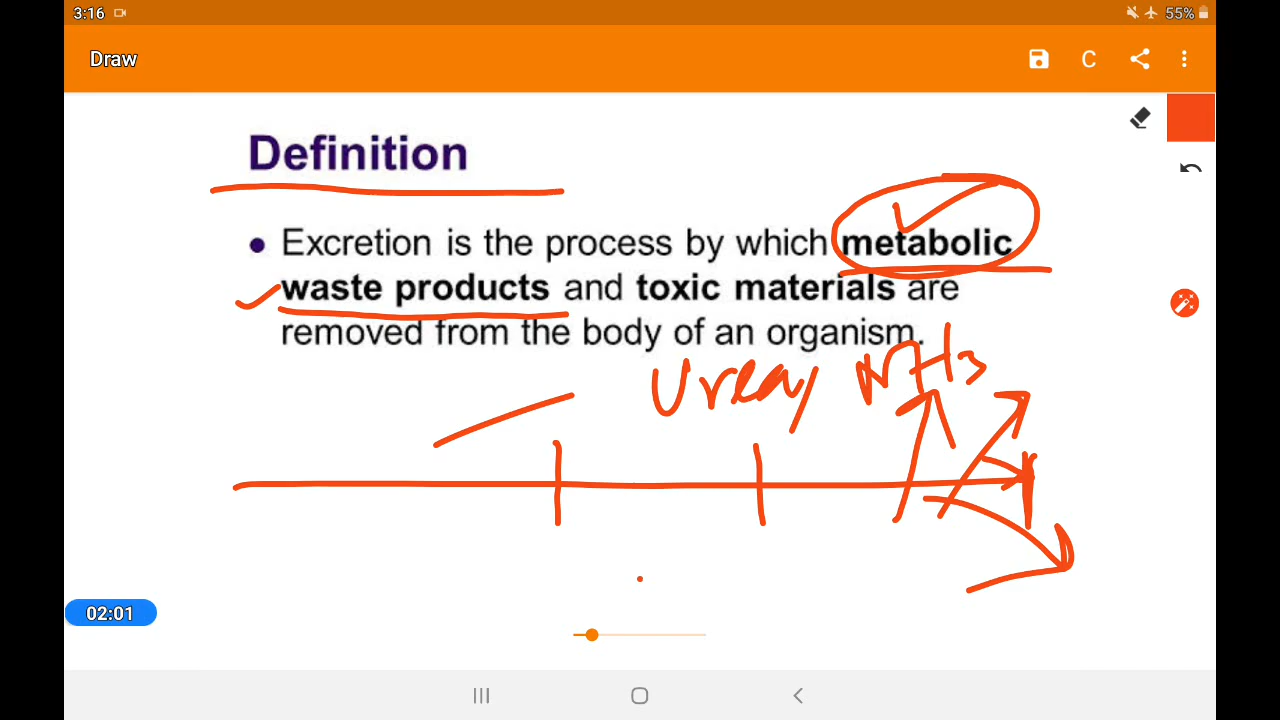 3:16 55%
Draw C
Definition
• Excretion is the process by which metabolic
waste products and toxic materials are
removed from the body of an organism.
Urea, NH3
02:01